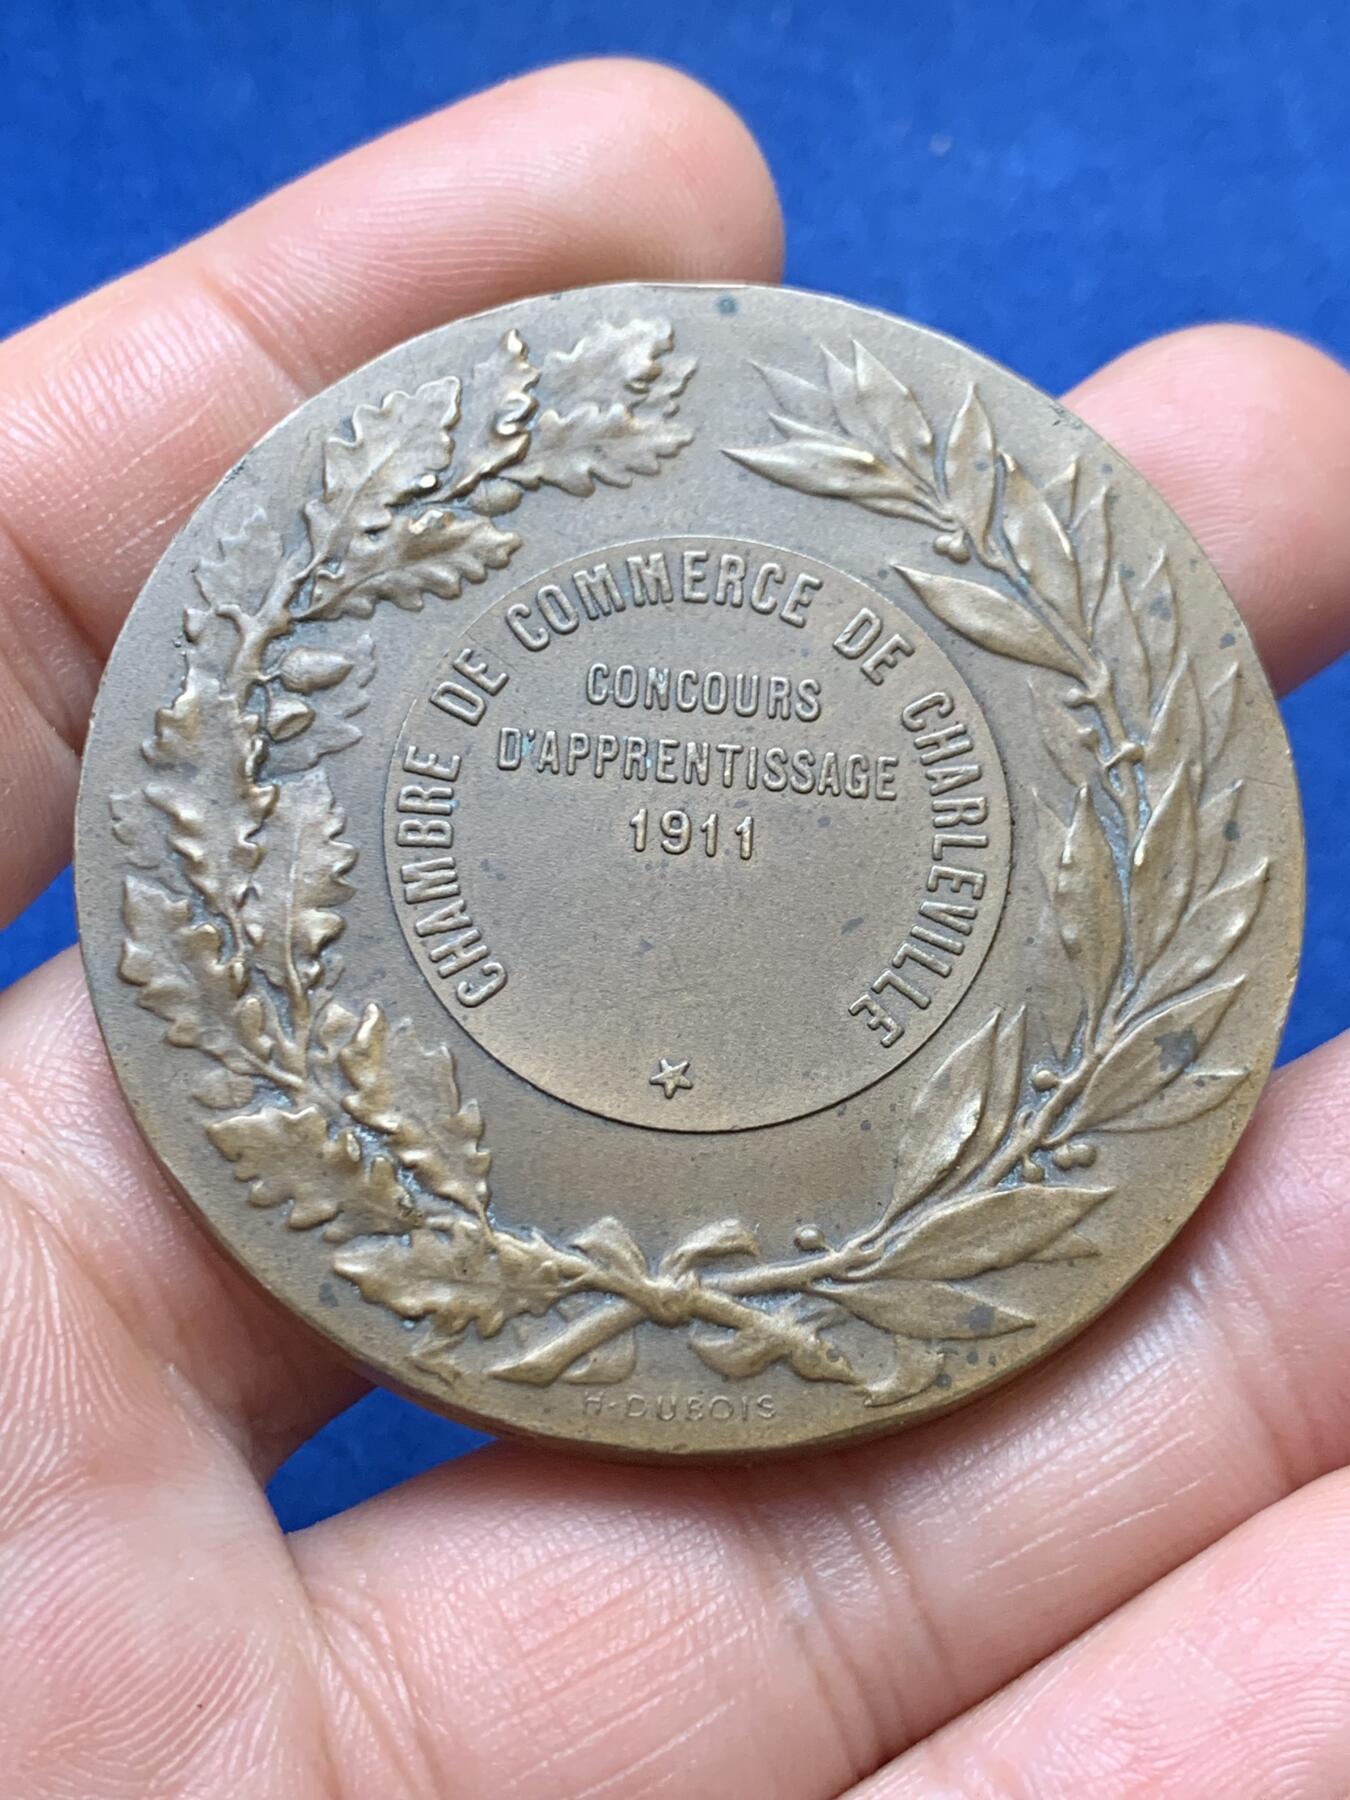 CHAMBRE DE COMMERCE DE CHARLEVILLE
CONCOURS
D'APPRENTISSAGE
1911
H·DUBOIS